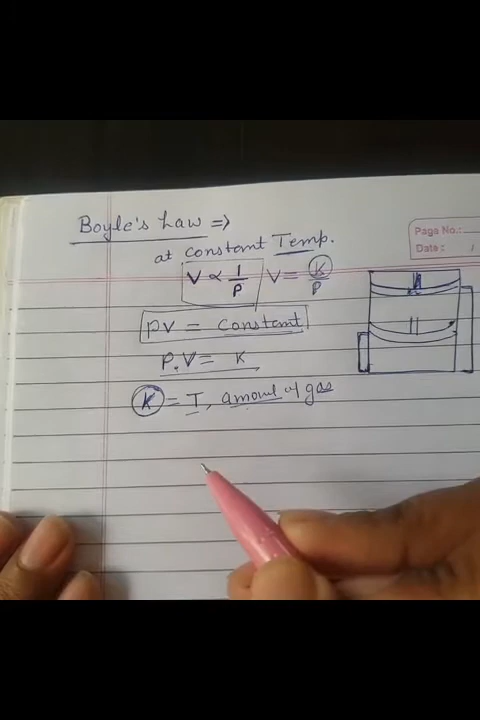 Boyle's Law =>
Page No.:
Date: /
at constant Temp.
V ∝ 1/P V = K/P
PV = constant
P.V = K
K = T, amount of gas